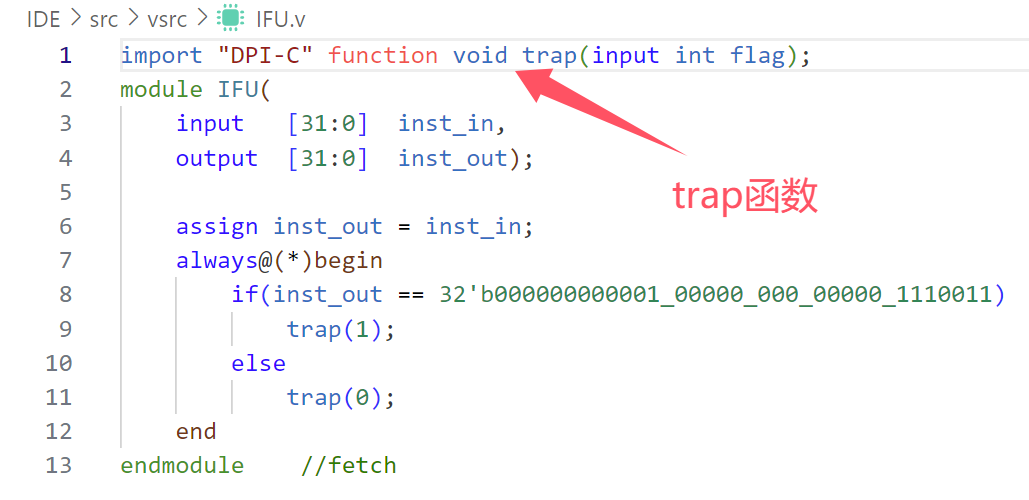 IDE > src > vsrc > IFU.v
1 import "DPI-C" function void trap(input int flag);
2 module IFU(
3 input [31:0] inst_in,
4 output [31:0] inst_out);
5
6 assign inst_out = inst_in;
7 always@(*)begin
8 if(inst_out == 32'b000000000001_00000_000_00000_1110011)
9 trap(1);
10 else
11 trap(0);
12 end
13 endmodule //fetch
trap函数